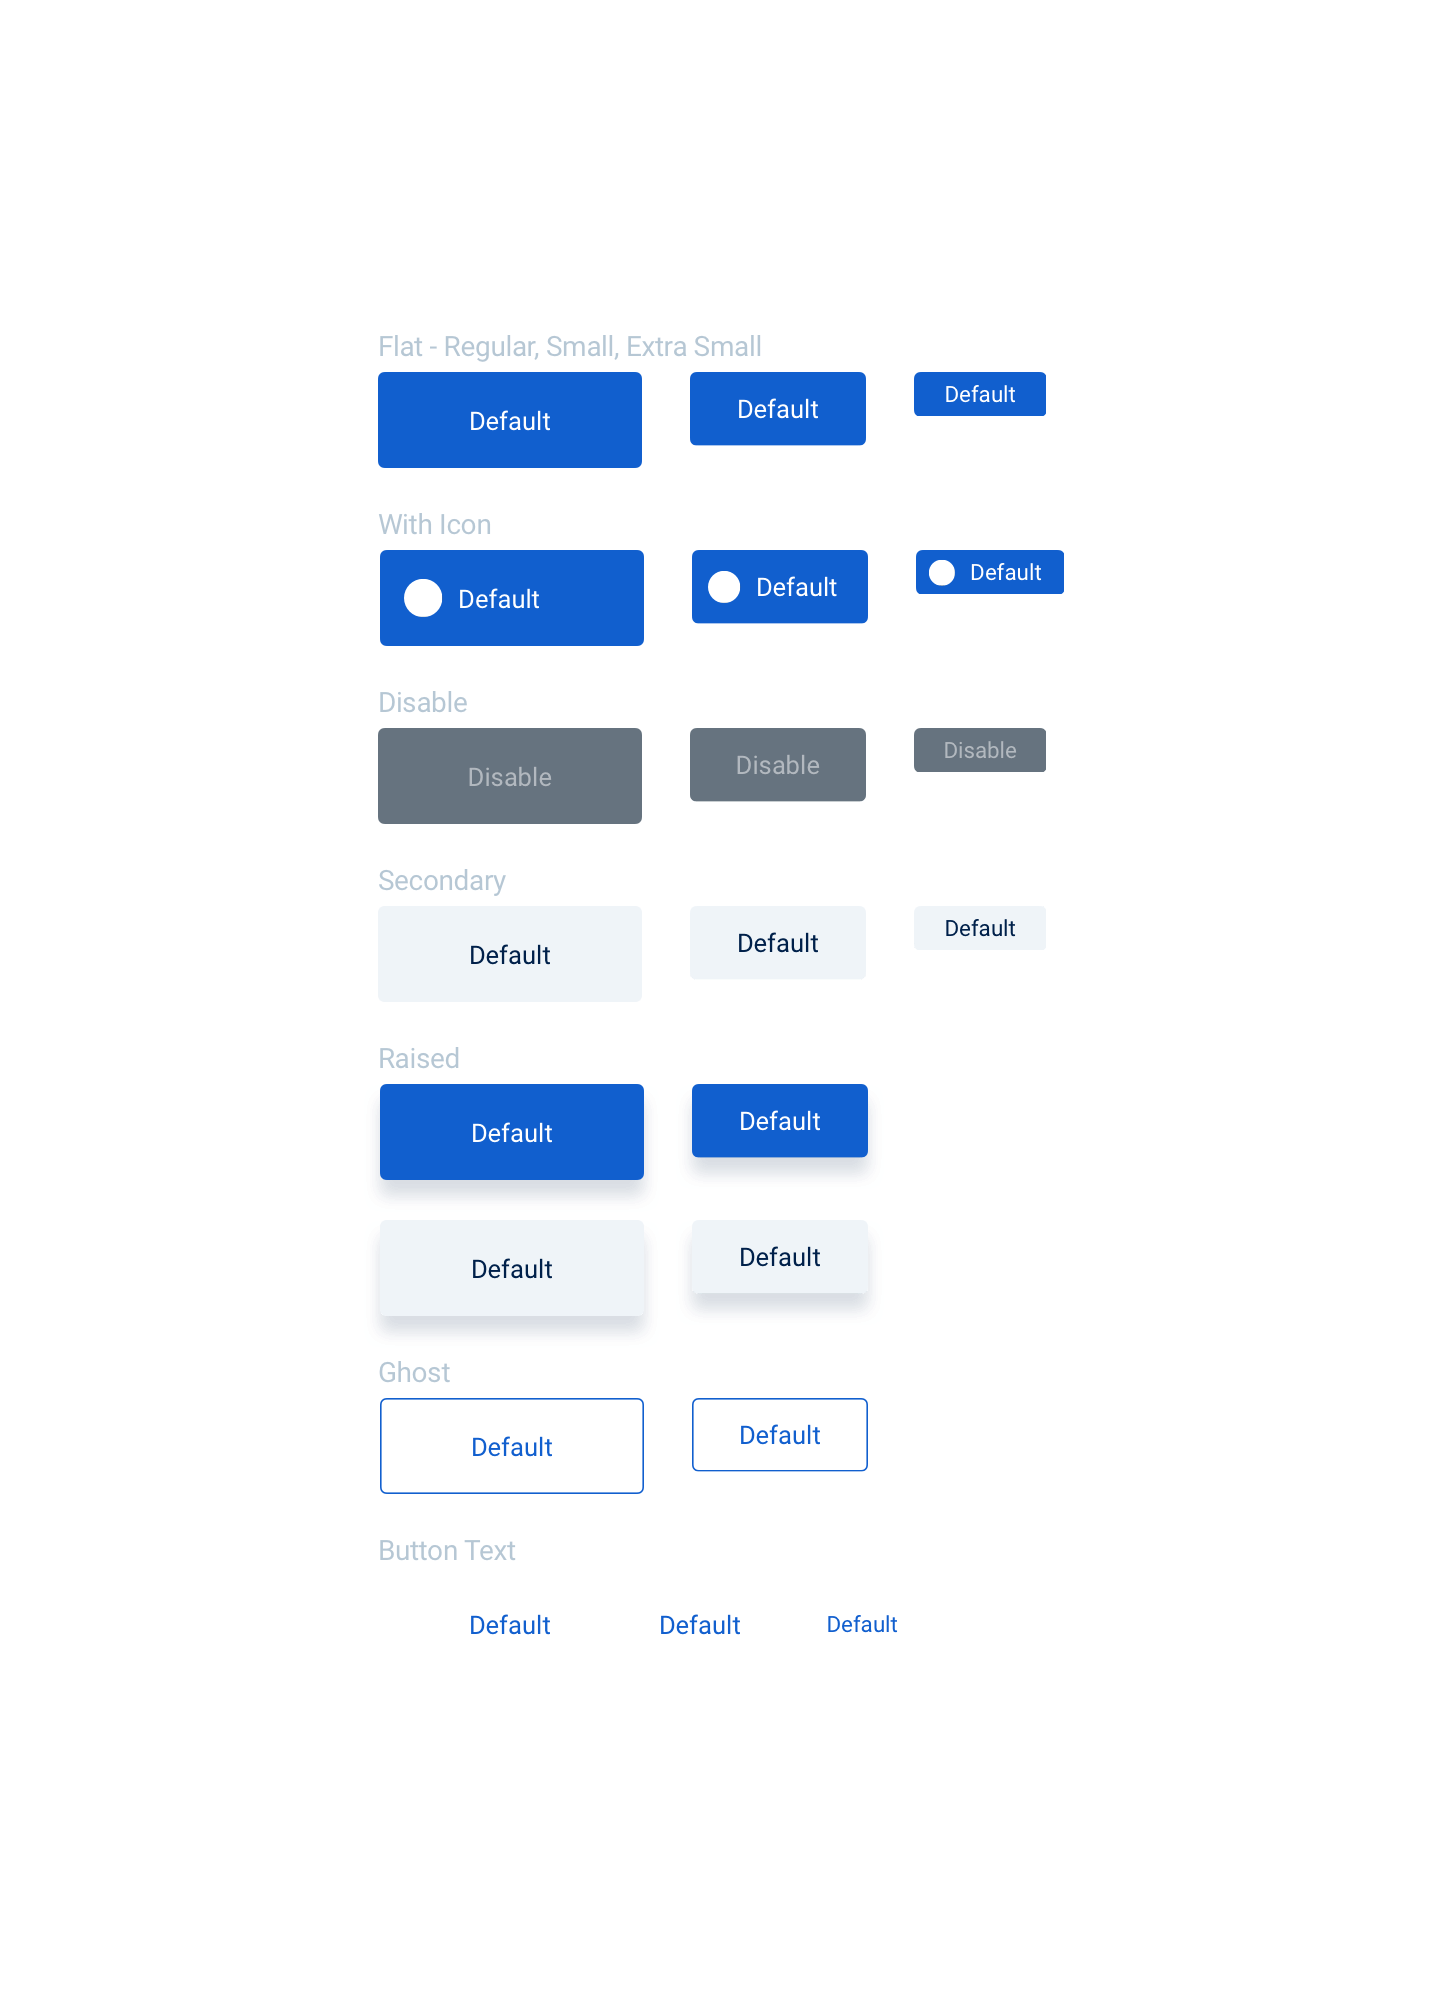 Flat - Regular, Small, Extra Small
Default Default Default
With Icon
Default Default Default
Disable
Disable Disable Disable
Secondary
Default Default Default
Raised
Default Default
Default Default
Ghost
Default Default
Button Text
Default Default Default